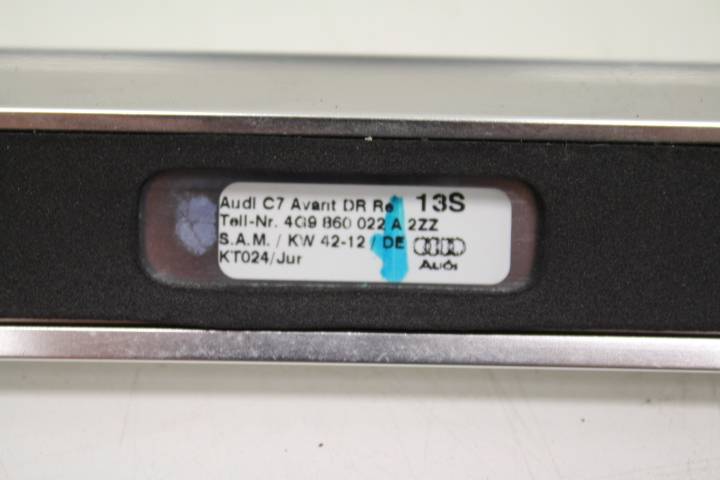 Audi C7 Avant DR Re 13S
Teil-Nr. 4G9 860 022 A 2ZZ
S.A.M. / KW 42-12 / DE
KT024/Jur
Audi